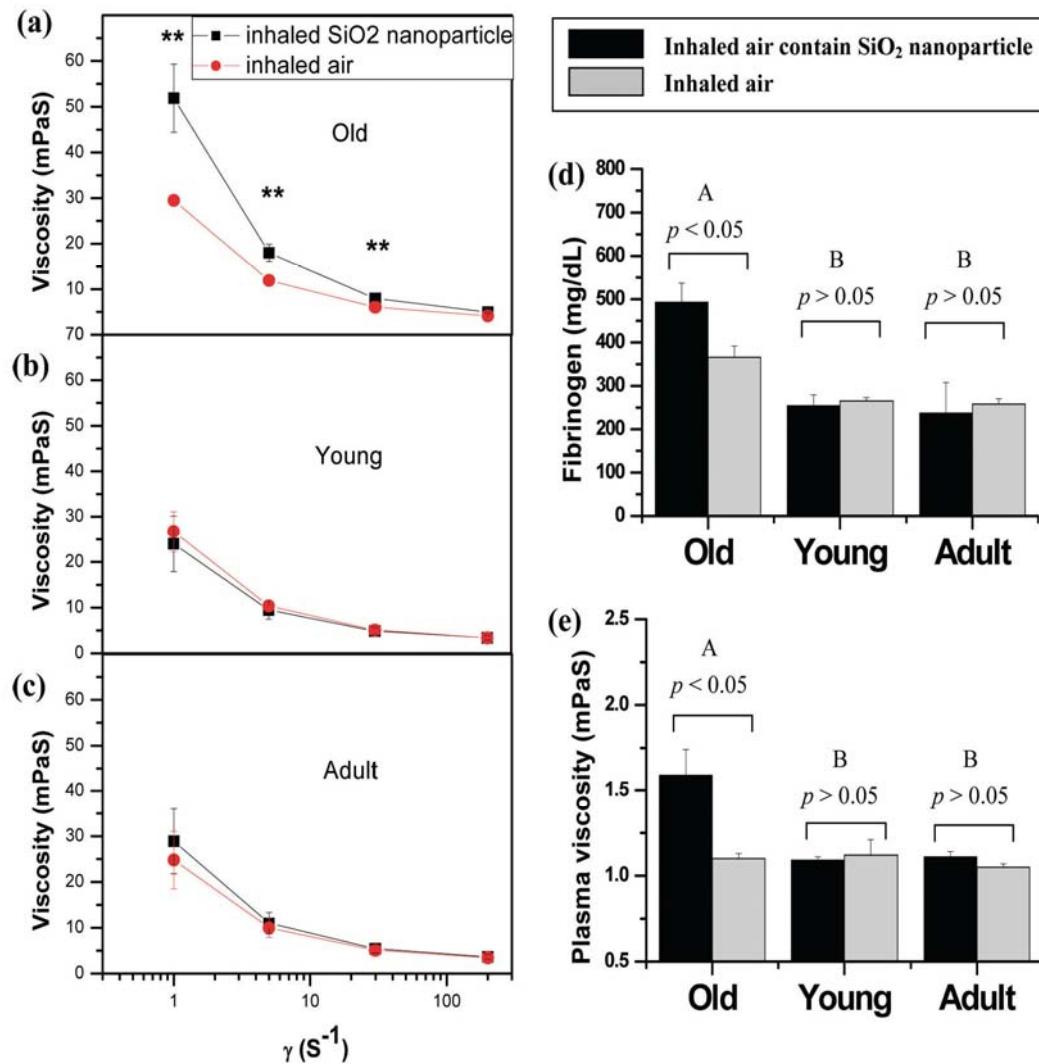 (a)
**
inhaled SiO2 nanoparticle
inhaled air
Old
**
**
Viscosity (mPaS)
60
50
40
30
20
10
70
(b)
Young
Viscosity (mPaS)
60
50
40
30
20
10
0
(c)
Adult
Viscosity (mPaS)
60
50
40
30
20
10
0
1 10 100
γ (S⁻¹)
Inhaled air contain SiO₂ nanoparticle
Inhaled air
(d)
Fibrinogen (mg/dL)
800
700
600
500
400
300
200
100
0
A
p < 0.05
B
p > 0.05
B
p > 0.05
Old Young Adult
(e)
Plasma viscosity (mPaS)
2.5
2.0
1.5
1.0
0.5
A
p < 0.05
B
p > 0.05
B
p > 0.05
Old Young Adult